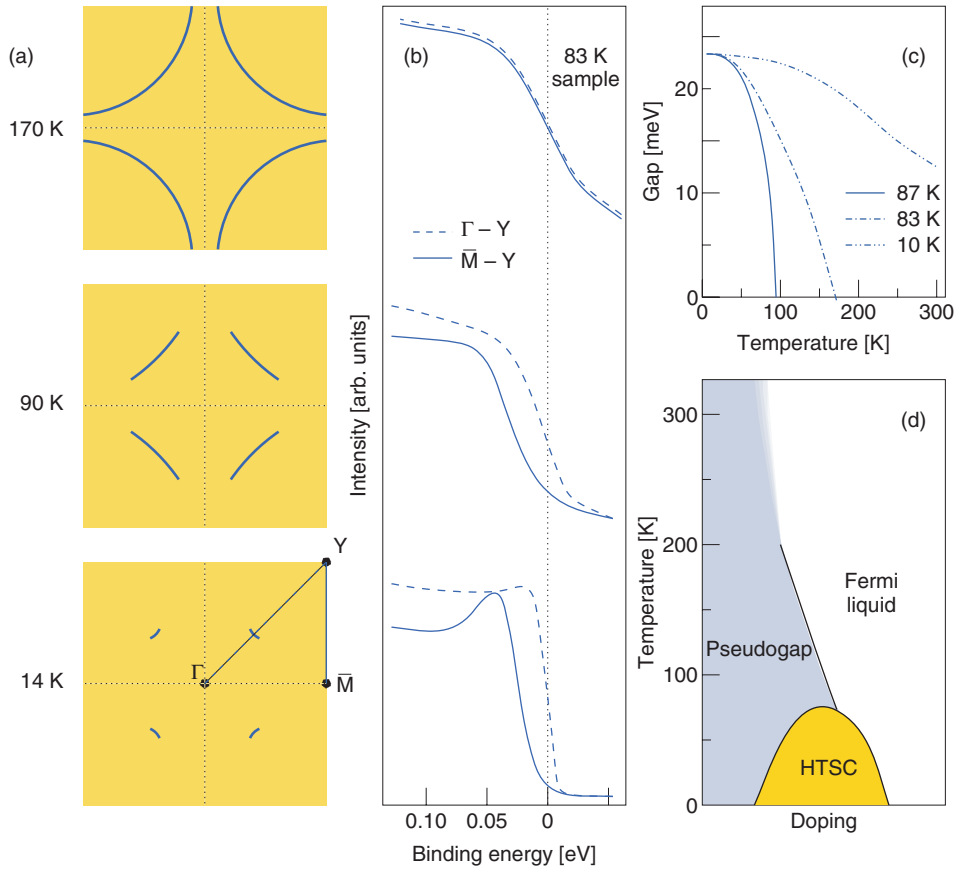 (a)
170 K
90 K
14 K
Γ
Y
M̅
(b)
83 K
sample
Γ – Y
M̅ – Y
Intensity [arb. units]
0.10 0.05 0
Binding energy [eV]
(c)
Gap [meV]
20
10
0
87 K
83 K
10 K
0 100 200 300
Temperature [K]
(d)
Temperature [K]
300
200
100
0
Fermi
liquid
Pseudogap
HTSC
Doping